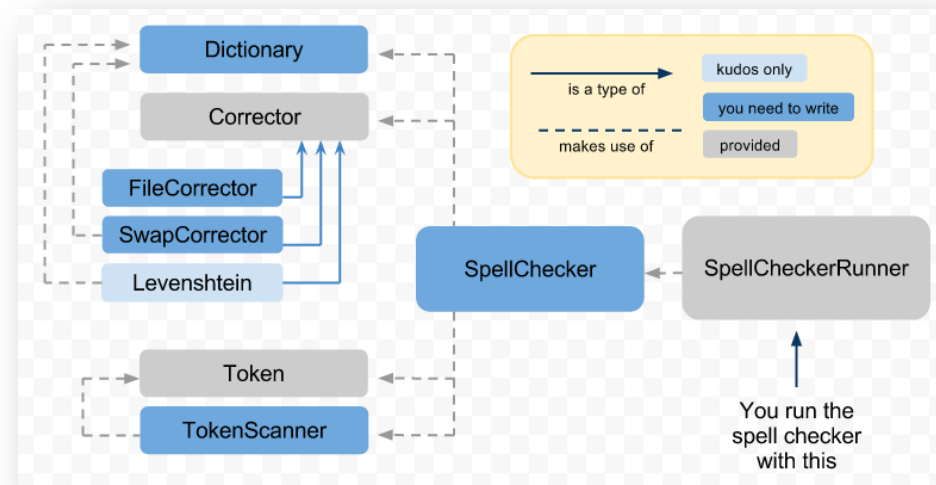 Dictionary
Corrector
FileCorrector
SwapCorrector
Levenshtein
Token
TokenScanner
SpellChecker
SpellCheckerRunner
is a type of
makes use of
kudos only
you need to write
provided
You run the
spell checker
with this